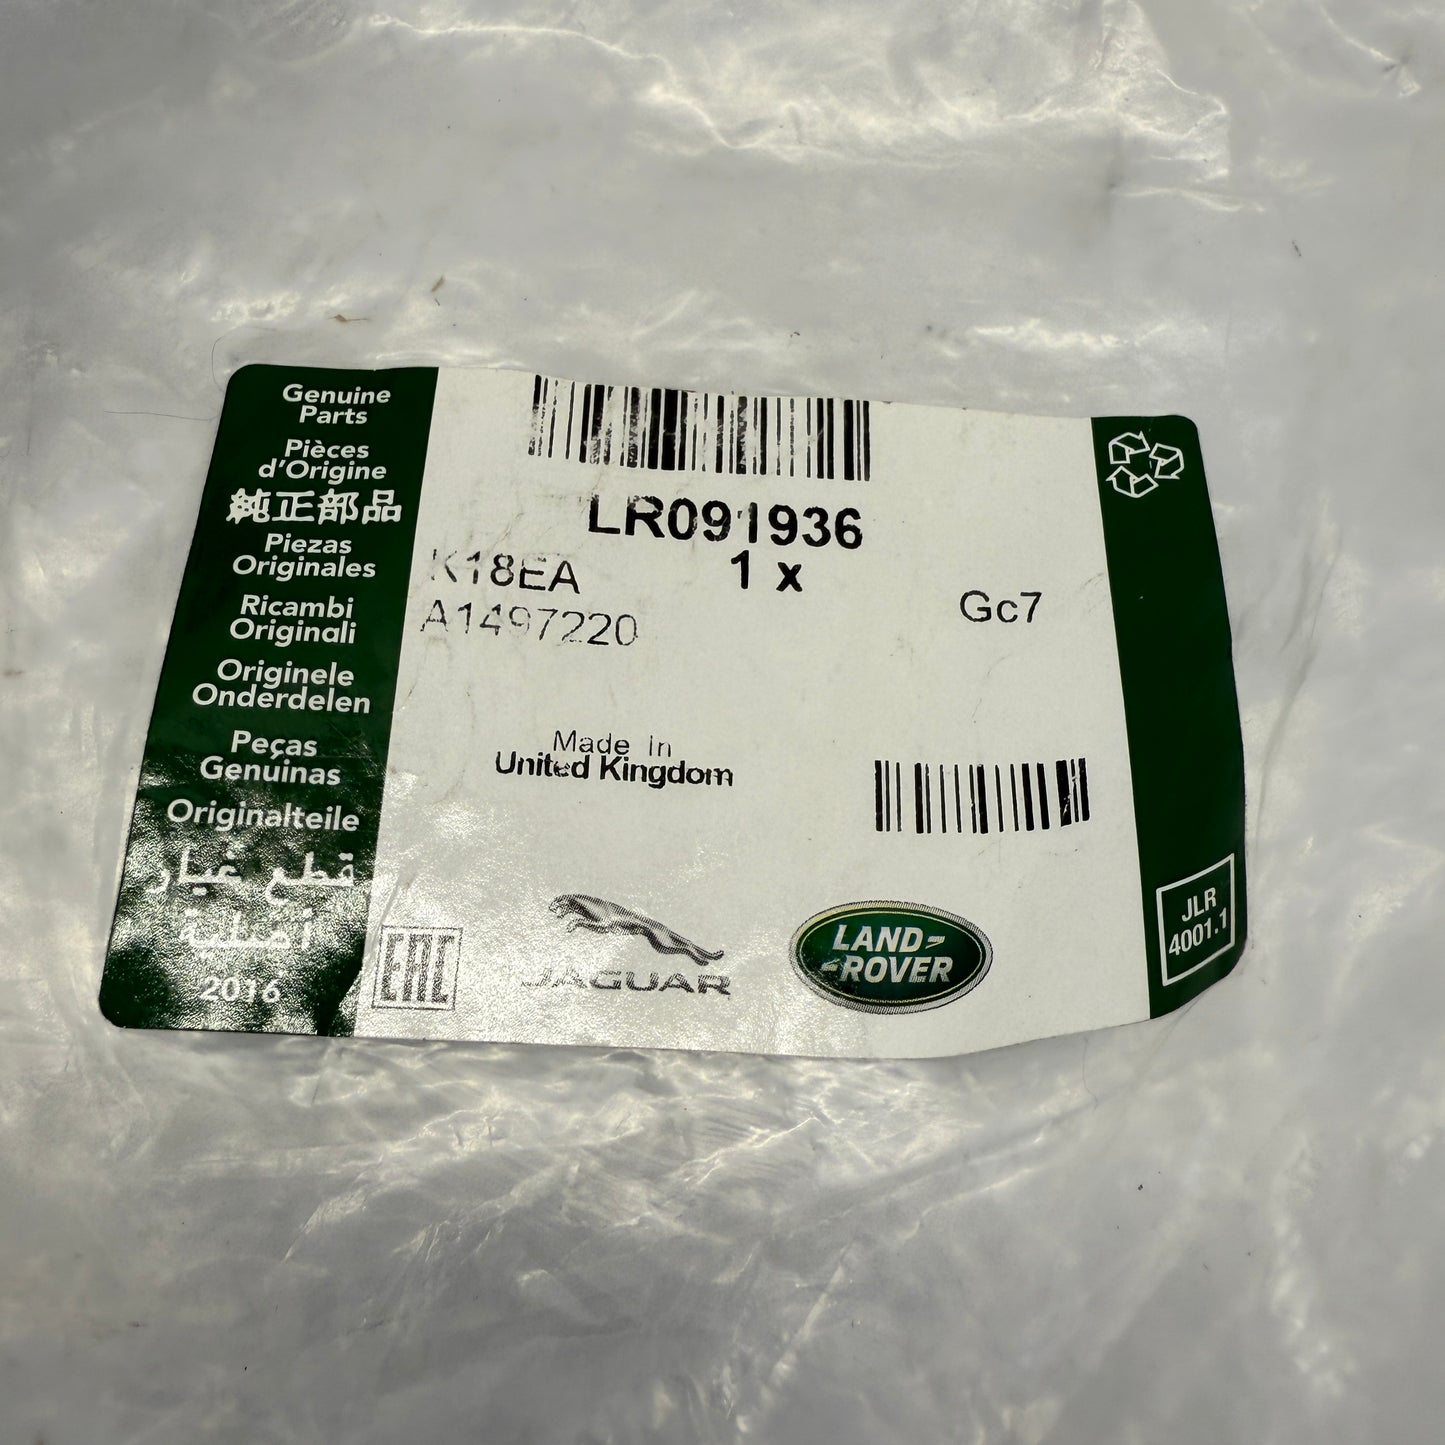 Genuine
Parts
Pièces
d'Origine
純正部品
Piezas
Originales
Ricambi
Originali
Originele
Onderdelen
Peças
Genuinas
Originalteile
قطع غيار
أصلية
2016
LR091936
1 x
K18EA
A1497220
Gc7
Made in
United Kingdom
EAC
JAGUAR
LAND-
-ROVER
JLR
4001.1